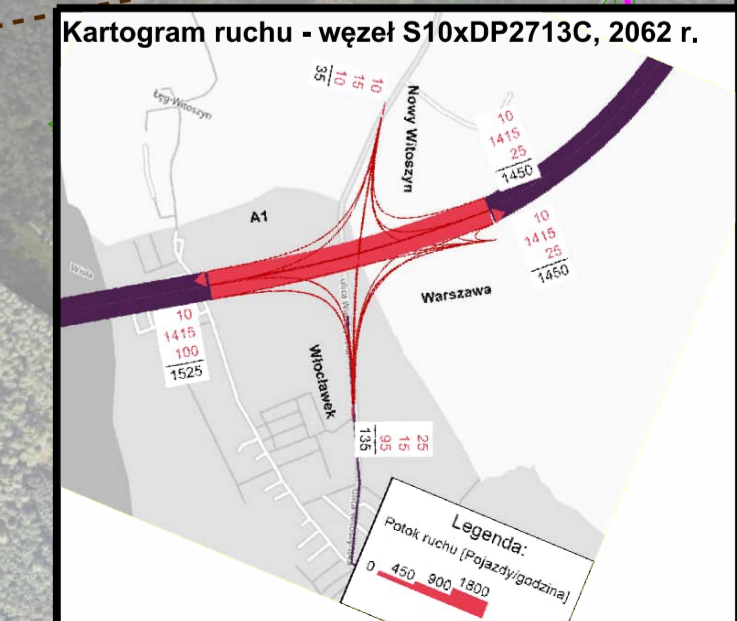 Kartogram ruchu - węzeł S10xDP2713C, 2062 r.
10
15
10
35
Nowy Witoszyn
Łęg-Witoszyn
10
1415
25
1450
A1
10
1415
25
1450
Wisła
Warszawa
10
1415
100
1525
Włocławek
25
15
95
135
Legenda:
Potok ruchu [Pojazdy/godzina]
0 450 900 1800